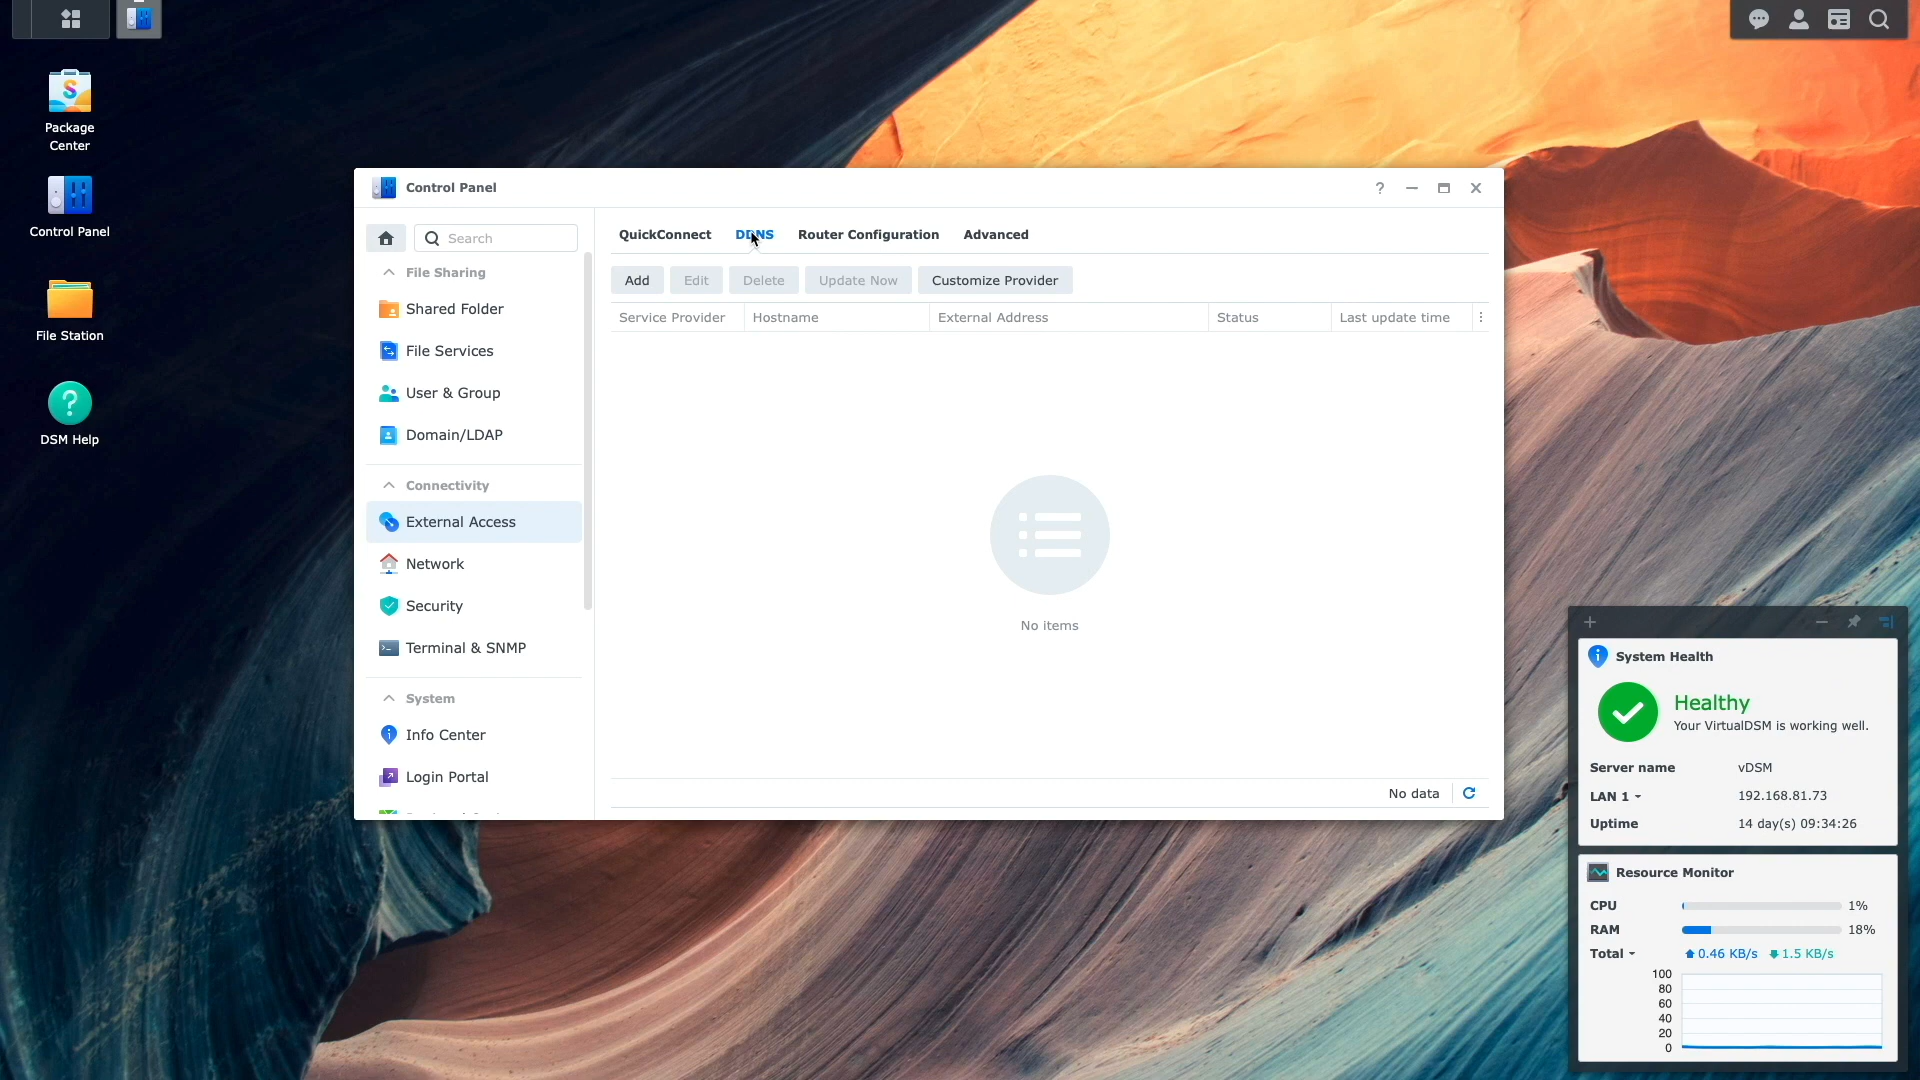 Package
Center
Control Panel
File Station
DSM Help
Control Panel
Search
File Sharing
Shared Folder
File Services
User & Group
Domain/LDAP
Connectivity
External Access
Network
Security
Terminal & SNMP
System
Info Center
Login Portal
QuickConnect DDNS Router Configuration Advanced
Add Edit Delete Update Now Customize Provider
Service Provider Hostname External Address Status Last update time
No items
No data
System Health
Healthy
Your VirtualDSM is working well.
Server name vDSM
LAN 1 192.168.81.73
Uptime 14 day(s) 09:34:26
Resource Monitor
CPU 1%
RAM 18%
Total 0.46 KB/s 1.5 KB/s
100
80
60
40
20
0